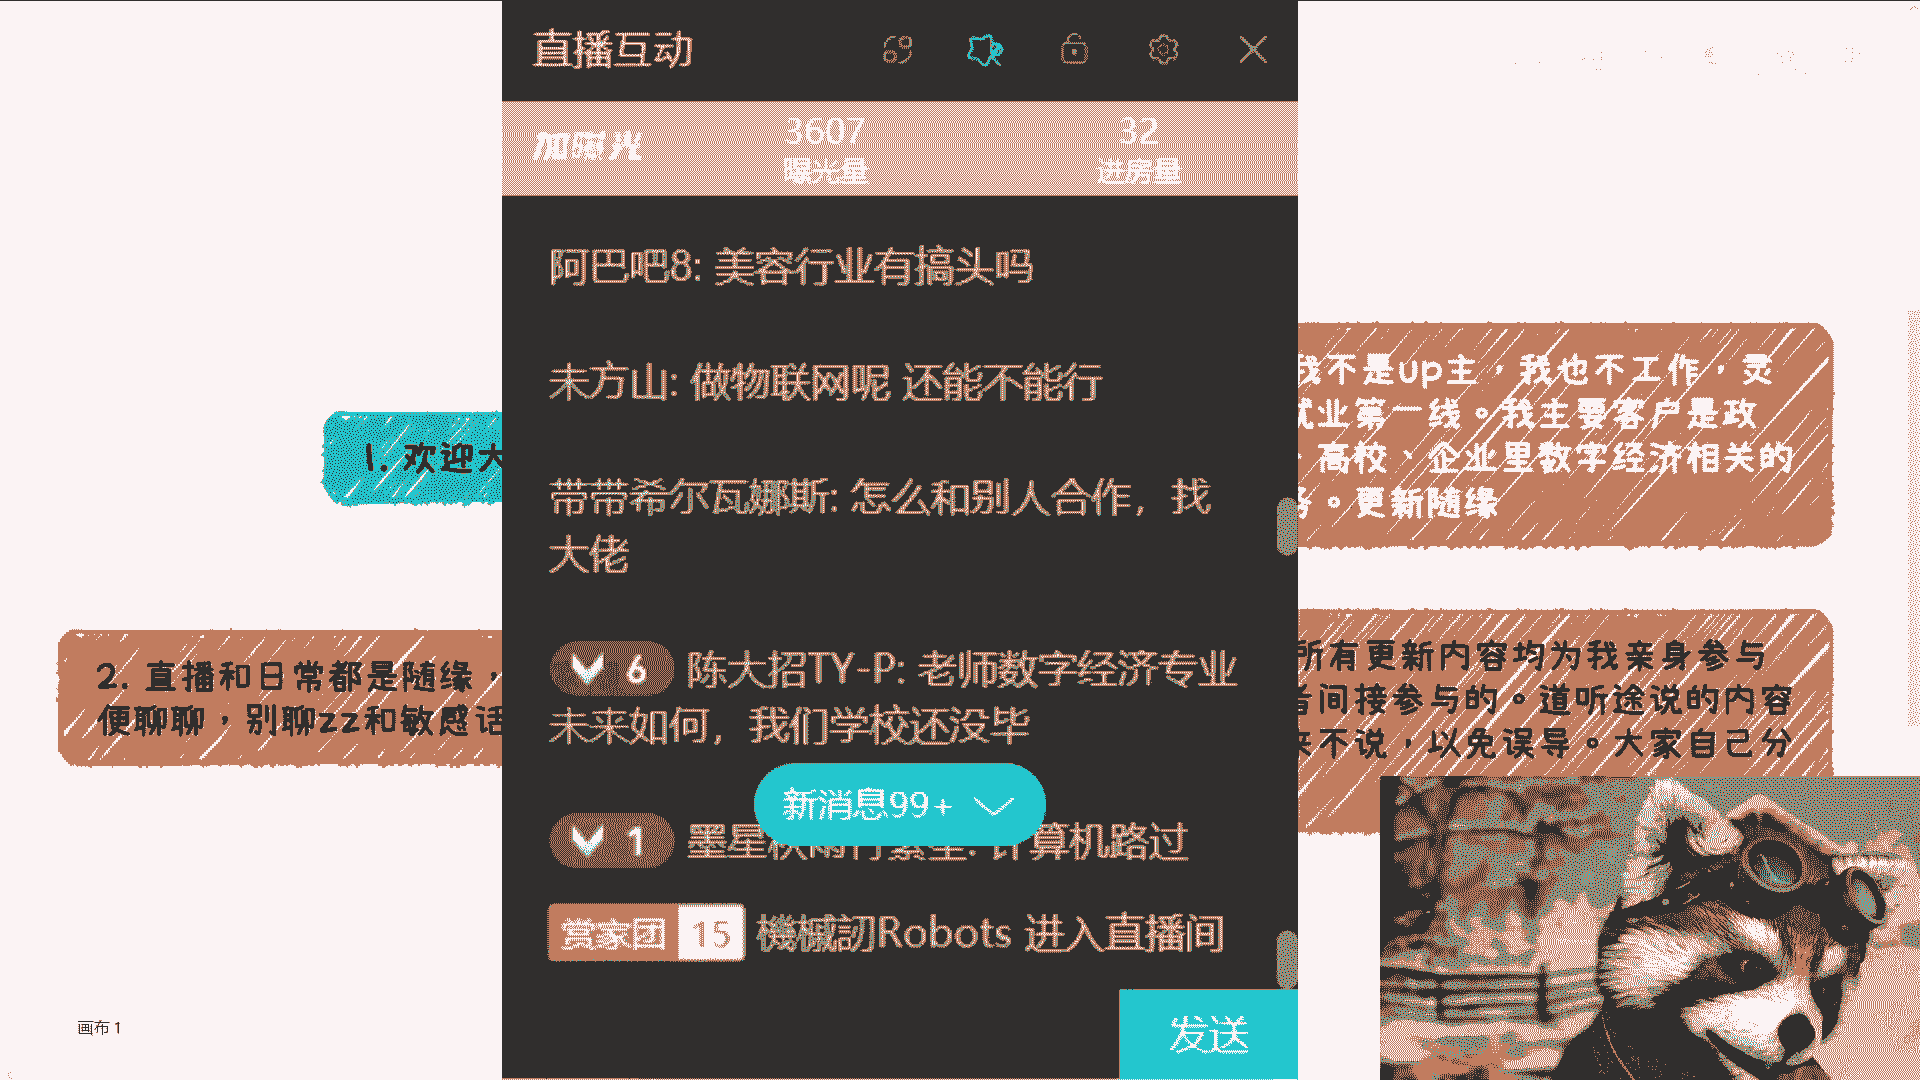 直播互动
加曝光
3607
曝光量
32
进房量
阿巴吧8: 美容行业有搞头吗
未方山: 做物联网呢 还能不能行
带带希尔瓦娜斯: 怎么和别人合作，找
大佬
6 陈大招TY-P: 老师数字经济专业
未来如何，我们学校还没毕
新消息99+
1 墨星秋雨行紫尘: 计算机路过
赏家团 15 機械訒Robots 进入直播间
发送
1. 欢迎大
2. 直播和日常都是随缘，
便聊聊，别聊zz和敏感话
我不是up主，我也不工作，灵
业第一线。我主要客户是政
、高校、企业里数字经济相关的
。更新随缘
所有更新内容均为我亲身参与
间接参与的。道听途说的内容
来不说，以免误导。大家自己分
画布 1